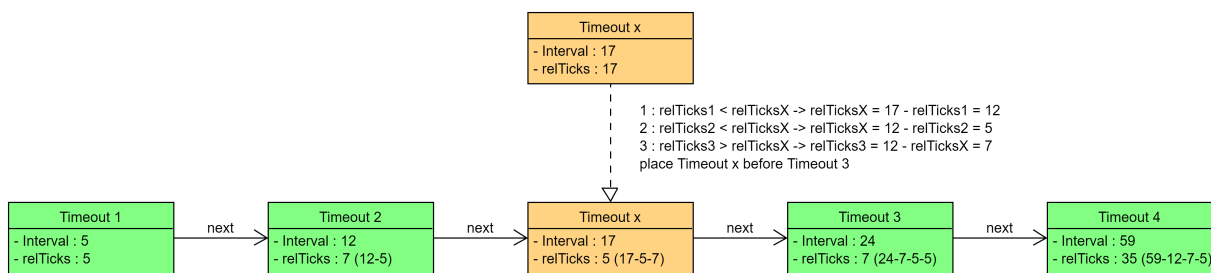 Timeout x
- Interval : 17
- relTicks : 17
1 : relTicks1 < relTicksX -> relTicksX = 17 - relTicks1 = 12
2 : relTicks2 < relTicksX -> relTicksX = 12 - relTicks2 = 5
3 : relTicks3 > relTicksX -> relTicks3 = 12 - relTicksX = 7
place Timeout x before Timeout 3
Timeout 1
- Interval : 5
- relTicks : 5
next
Timeout 2
- Interval : 12
- relTicks : 7 (12-5)
next
Timeout x
- Interval : 17
- relTicks : 5 (17-5-7)
next
Timeout 3
- Interval : 24
- relTicks : 7 (24-7-5-5)
next
Timeout 4
- Interval : 59
- relTicks : 35 (59-12-7-5)